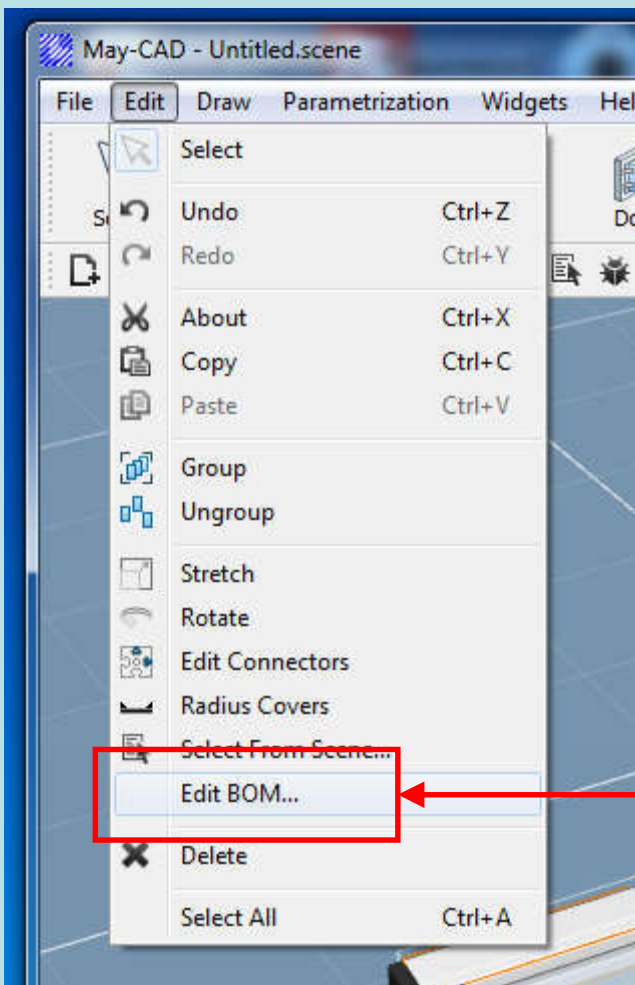 May-CAD - Untitled.scene
File Edit Draw Parametrization Widgets Hel
Select
Undo Ctrl+Z
Redo Ctrl+Y
About Ctrl+X
Copy Ctrl+C
Paste Ctrl+V
Group
Ungroup
Stretch
Rotate
Edit Connectors
Radius Covers
Select From Scene...
Edit BOM...
Delete
Select All Ctrl+A